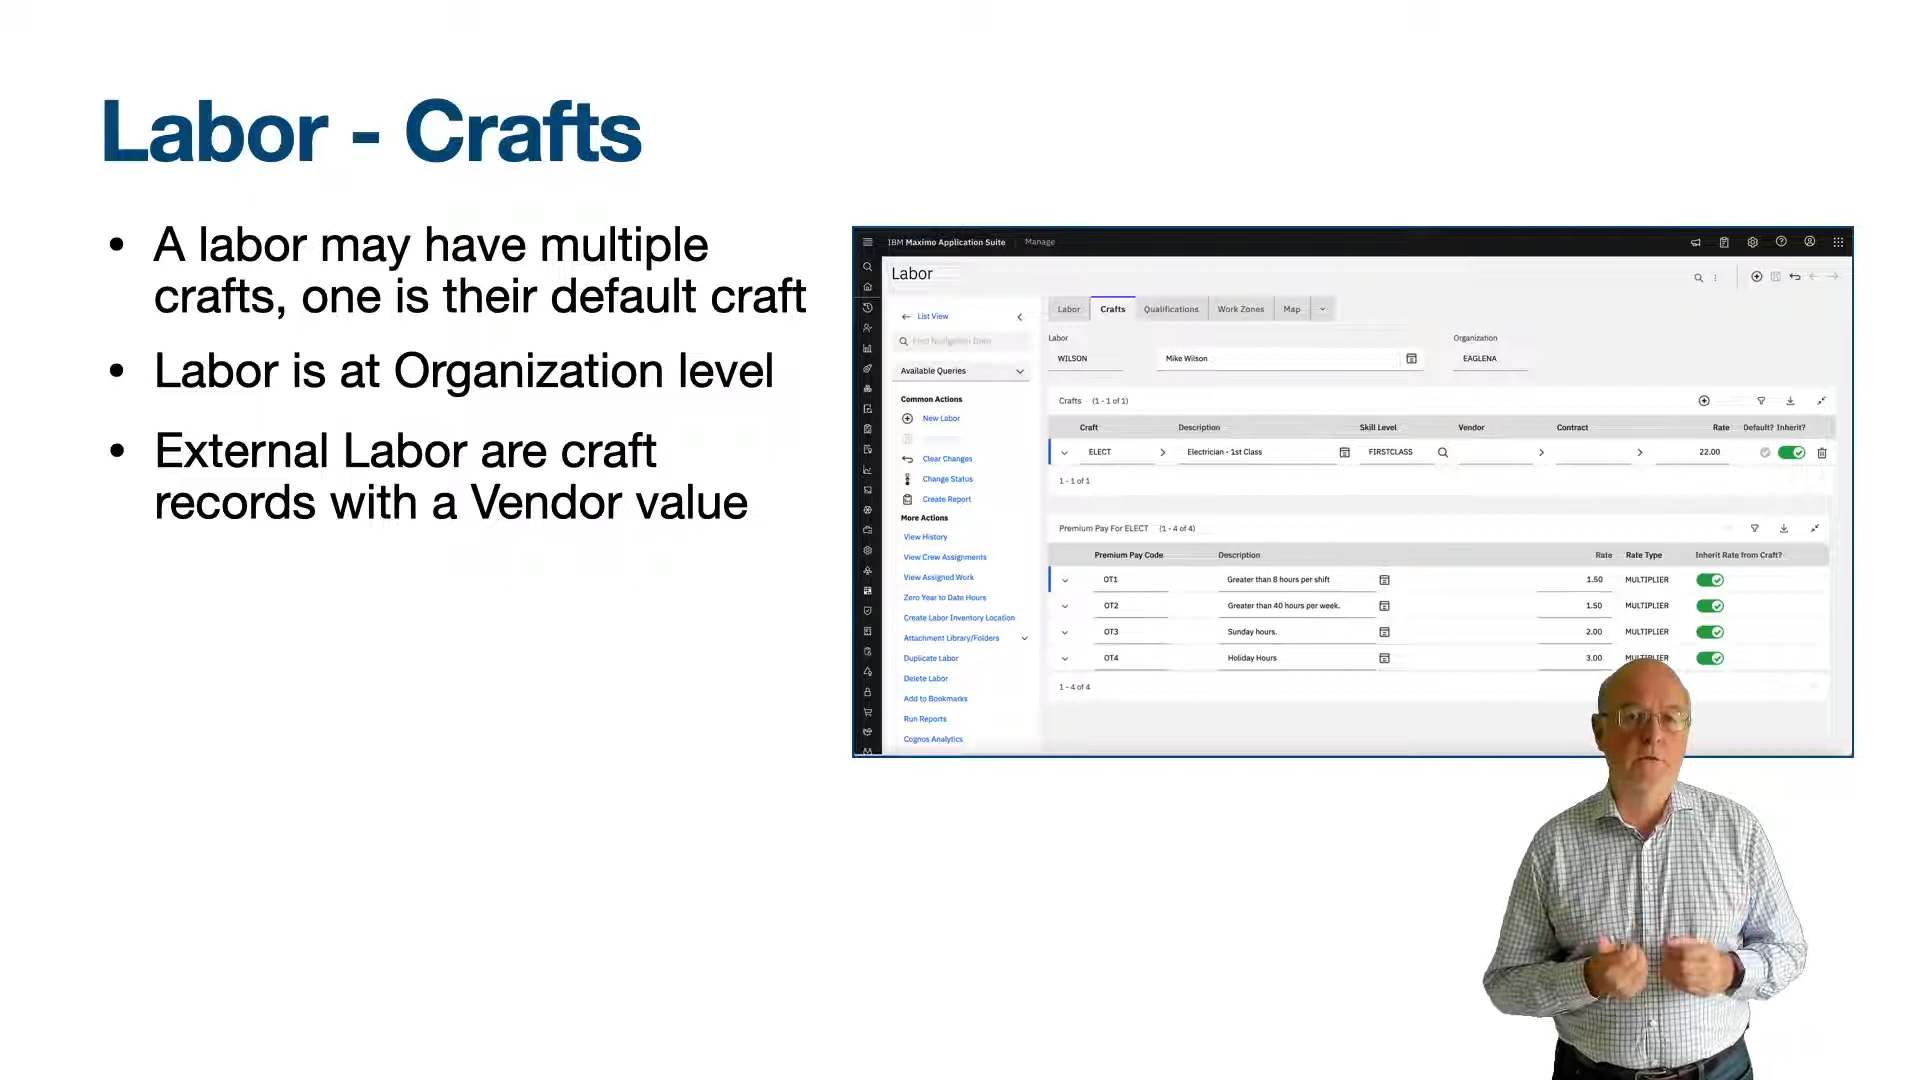 Labor - Crafts
• A labor may have multiple
crafts, one is their default craft
• Labor is at Organization level
• External Labor are craft
records with a Vendor value
IBM Maximo Application Suite Manage
Labor
List View
Find Navigation Item
Available Queries
Common Actions
New Labor
Clear Changes
Change Status
Create Report
More Actions
View History
View Crew Assignments
View Assigned Work
Zero Year to Date Hours
Create Labor Inventory Location
Attachment Library/Folders
Duplicate Labor
Delete Labor
Add to Bookmarks
Run Reports
Cognos Analytics
Labor Crafts Qualifications Work Zones Map
Labor Organization
WILSON Mike Wilson EAGLENA
Crafts (1 - 1 of 1)
Craft Description Skill Level Vendor Contract Rate Default? Inherit?
ELECT Electrician - 1st Class FIRSTCLASS 22.00
1 - 1 of 1
Premium Pay For ELECT (1 - 4 of 4)
Premium Pay Code Description Rate Rate Type Inherit Rate from Craft?
OT1 Greater than 8 hours per shift 1.50 MULTIPLIER
OT2 Greater than 40 hours per week. 1.50 MULTIPLIER
OT3 Sunday hours. 2.00 MULTIPLIER
OT4 Holiday Hours 3.00 MULTIPLIER
1 - 4 of 4